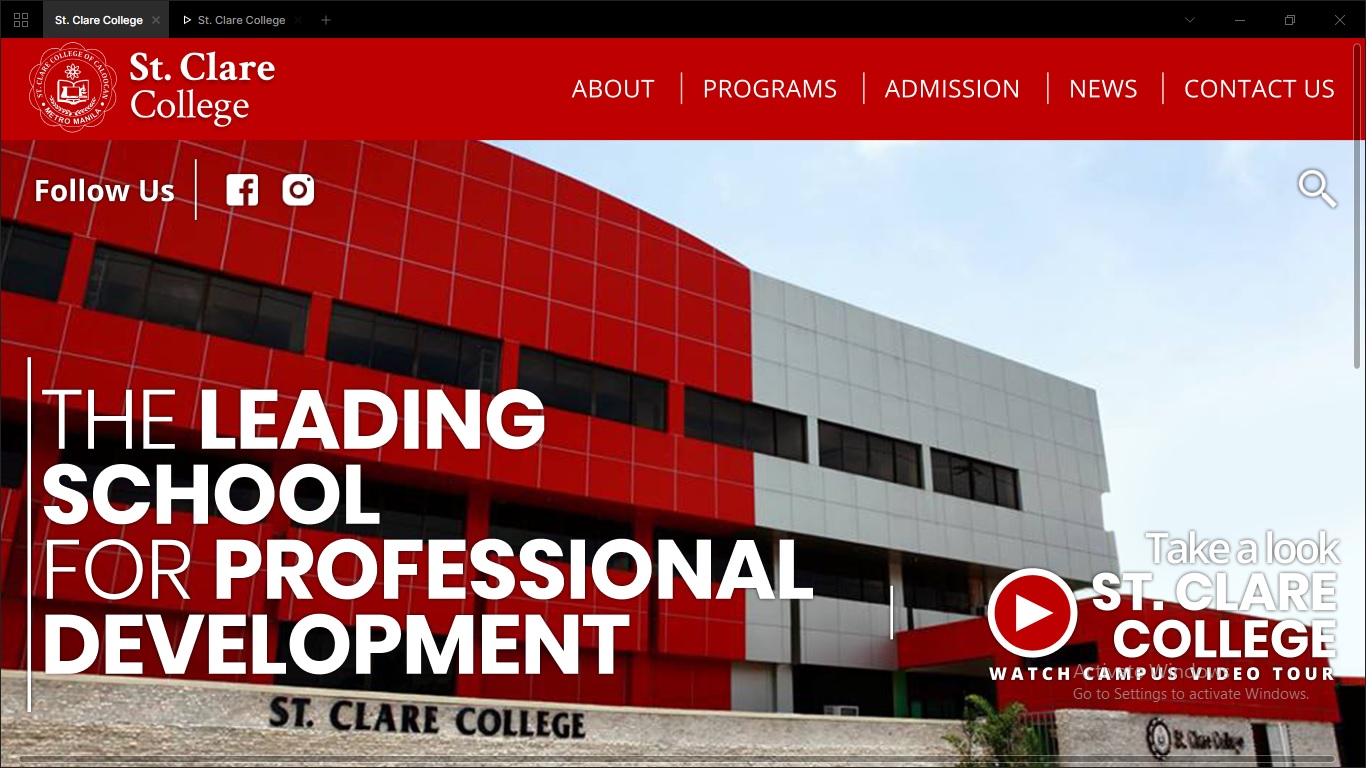 St. Clare College
St. Clare College
ST. CLARE COLLEGE OF CALOOCAN
METRO MANILA
St. Clare
College
ABOUT
PROGRAMS
ADMISSION
NEWS
CONTACT US
Follow Us
THE LEADING
SCHOOL
FOR PROFESSIONAL
DEVELOPMENT
Take a look
ST. CLARE
COLLEGE
WATCH CAMPUS VIDEO TOUR
Activate Windows
Go to Settings to activate Windows.
ST. CLARE COLLEGE
St. Clare College